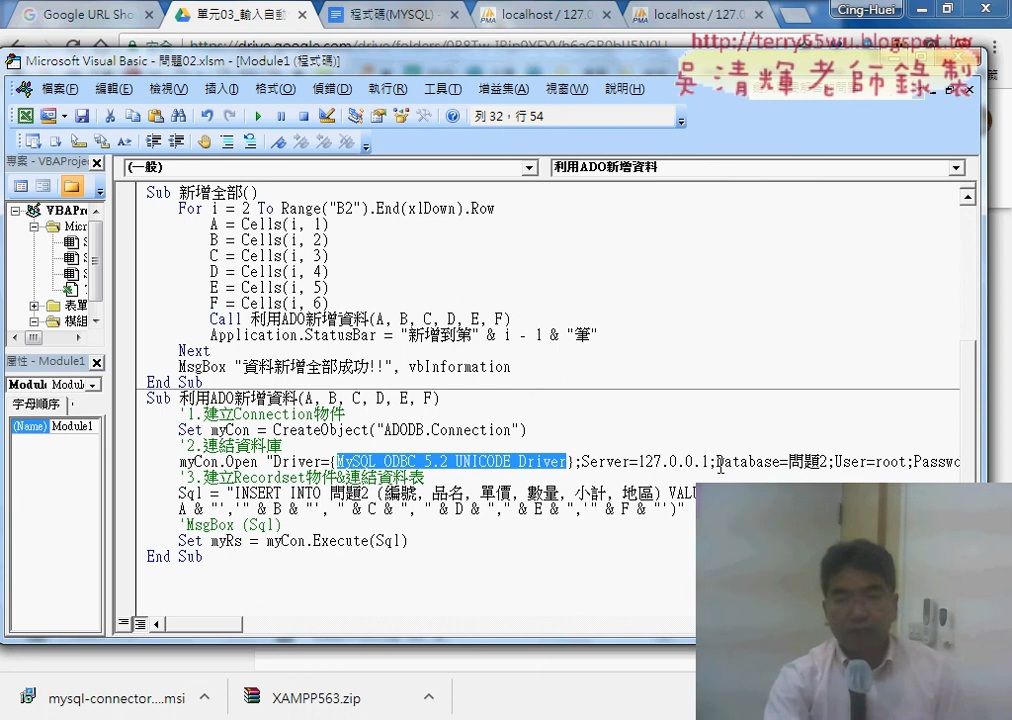 Google URL Sho
單元03_輸入自動
程式碼(MYSQL) -
localhost / 127.0
localhost / 127.0
Cing-Huei
http://terry55wu.blogspot.tw
吳清輝老師錄製
Microsoft Visual Basic - 問題02.xlsm - [Module1 (程式碼)]
檔案(F) 編輯(E) 檢視(V) 插入(I) 格式(O) 偵錯(D) 執行(R) 工具(T) 增益集(A) 視窗(W) 說明(H)
列 32，行 54
專案 - VBAProje
(一般)
利用ADO新增資料
VBAPr
Micr
表單
模組
屬性 - Module1
Modul Modul
字母順序
(Name) Module1
Sub 新增全部()
For i = 2 To Range("B2").End(xlDown).Row
A = Cells(i, 1)
B = Cells(i, 2)
C = Cells(i, 3)
D = Cells(i, 4)
E = Cells(i, 5)
F = Cells(i, 6)
Call 利用ADO新增資料(A, B, C, D, E, F)
Application.StatusBar = "新增到第" & i - 1 & "筆"
Next
MsgBox "資料新增全部成功!!", vbInformation
End Sub
Sub 利用ADO新增資料(A, B, C, D, E, F)
'1.建立Connection物件
Set myCon = CreateObject("ADODB.Connection")
'2.連結資料庫
myCon.Open "Driver={MySQL ODBC 5.2 UNICODE Driver};Server=127.0.0.1;Database=問題2;User=root;Passwo
'3.建立Recordset物件&連結資料表
Sql = "INSERT INTO 問題2 (編號, 品名, 單價, 數量, 小計, 地區) VALU
A & "','" & B & "', " & C & ", " & D & "," & E & ",'" & F & "')"
'MsgBox (Sql)
Set myRs = myCon.Execute(Sql)
End Sub
mysql-connector....msi
XAMPP563.zip